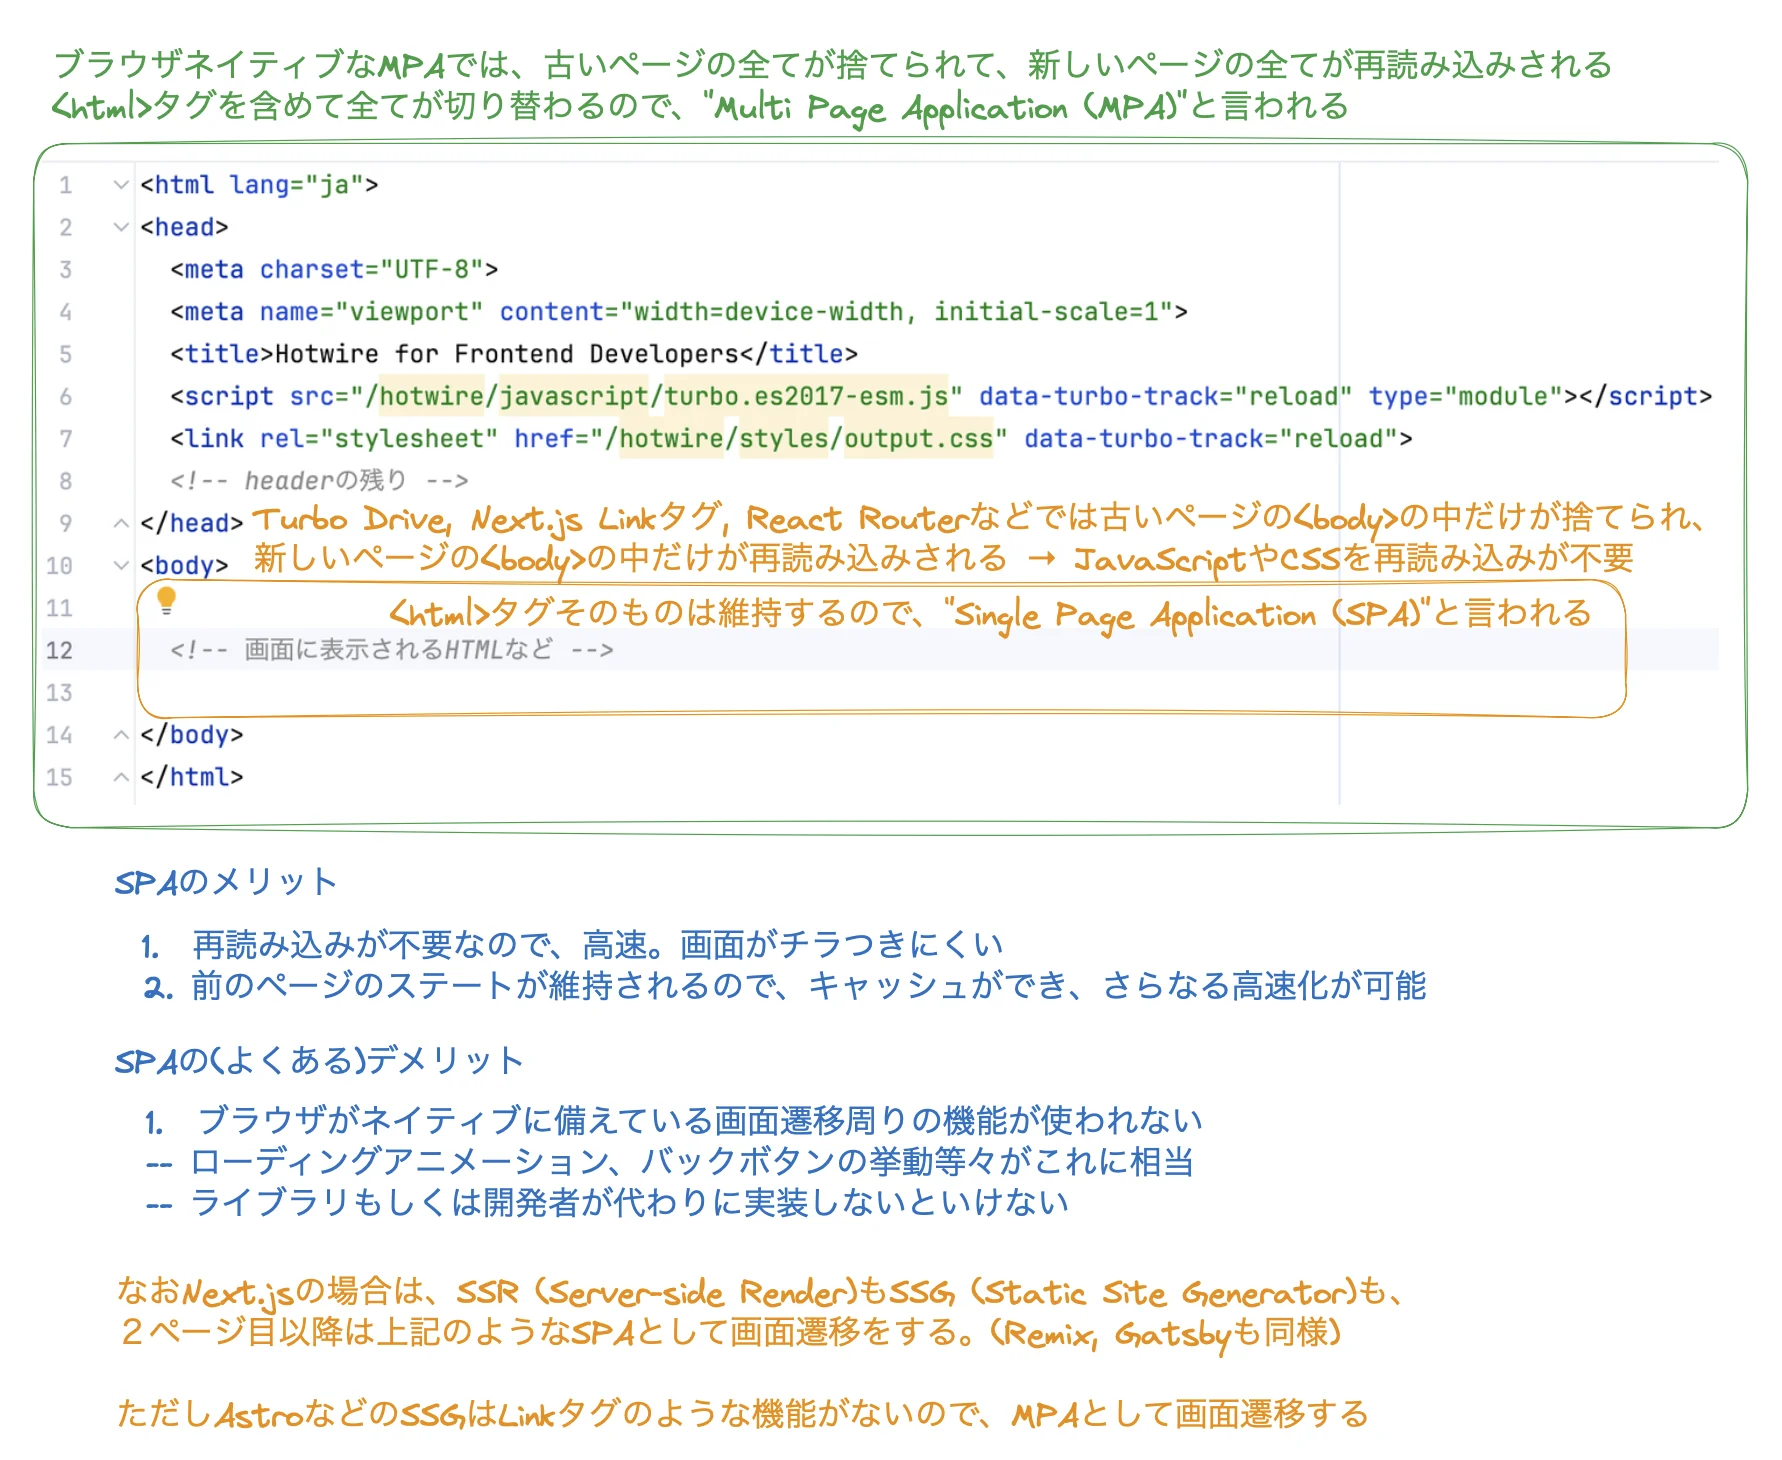 ブラウザネイティブなMPAでは、古いページの全てが捨てられて、新しいページの全てが再読み込みされる
<html>タグを含めて全てが切り替わるので、"Multi Page Application (MPA)"と言われる
1 <html lang="ja">
2 <head>
3 <meta charset="UTF-8">
4 <meta name="viewport" content="width=device-width, initial-scale=1">
5 <title>Hotwire for Frontend Developers</title>
6 <script src="/hotwire/javascript/turbo.es2017-esm.js" data-turbo-track="reload" type="module"></script>
7 <link rel="stylesheet" href="/hotwire/styles/output.css" data-turbo-track="reload">
8 <!-- headerの残り -->
9 </head> Turbo Drive, Next.js Linkタグ, React Routerなどでは古いページの<body>の中だけが捨てられ、
新しいページの<body>の中だけが再読み込みされる → JavaScriptやCSSを再読み込みが不要
10 <body>
11 <html>タグそのものは維持するので、"Single Page Application (SPA)"と言われる
12 <!-- 画面に表示されるHTMLなど -->
13
14 </body>
15 </html>
SPAのメリット
1. 再読み込みが不要なので、高速。画面がチラつきにくい
2. 前のページのステートが維持されるので、キャッシュができ、さらなる高速化が可能
SPAの(よくある)デメリット
1. ブラウザがネイティブに備えている画面遷移周りの機能が使われない
-- ローディングアニメーション、バックボタンの挙動等々がこれに相当
-- ライブラリもしくは開発者が代わりに実装しないといけない
なおNext.jsの場合は、SSR (Server-side Render)もSSG (Static Site Generator)も、
２ページ目以降は上記のようなSPAとして画面遷移をする。(Remix, Gatsbyも同様)
ただしAstroなどのSSGはLinkタグのような機能がないので、MPAとして画面遷移する